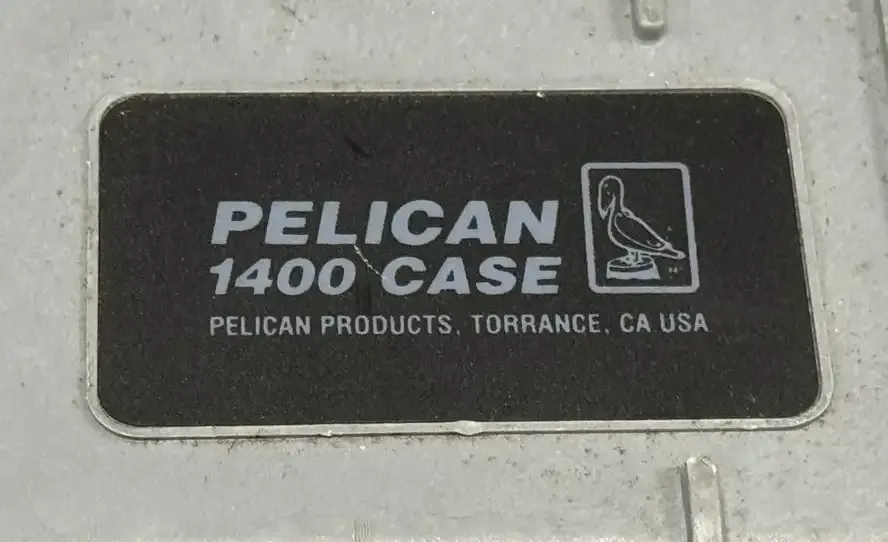 PELICAN
1400 CASE
PELICAN PRODUCTS, TORRANCE, CA USA